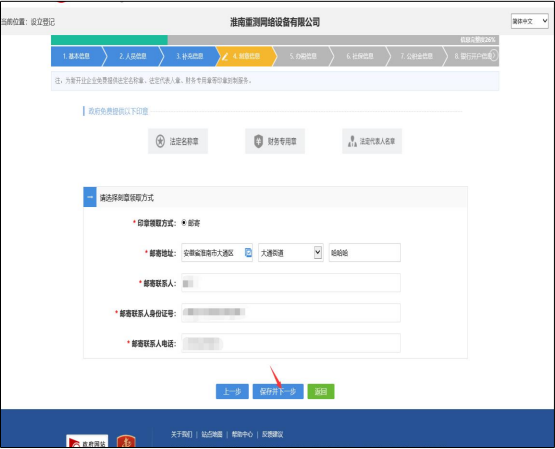 当前位置：设立登记
淮南重测网络设备有限公司
简体中文
信息完整度26%
1.基本信息
2.人员信息
3.补充信息
4.刻章信息
5.办税信息
6.社保信息
7.公积金信息
8.银行开户信息
注：为新开业企业免费提供法定名称章、法定代表人章、财务专用章等印章刻制服务。
政府免费提供以下印章
法定名称章
财务专用章
法定代表人名章
请选择刻章领取方式
* 印章领取方式： 邮寄
* 邮寄地址： 安徽省淮南市大通区 大通街道 哈哈哈
* 邮寄联系人：
* 邮寄联系人身份证号：
* 邮寄联系人电话：
上一步 保存并下一步 返回
关于我们 | 站点地图 | 帮助中心 | 反馈建议
政府网站